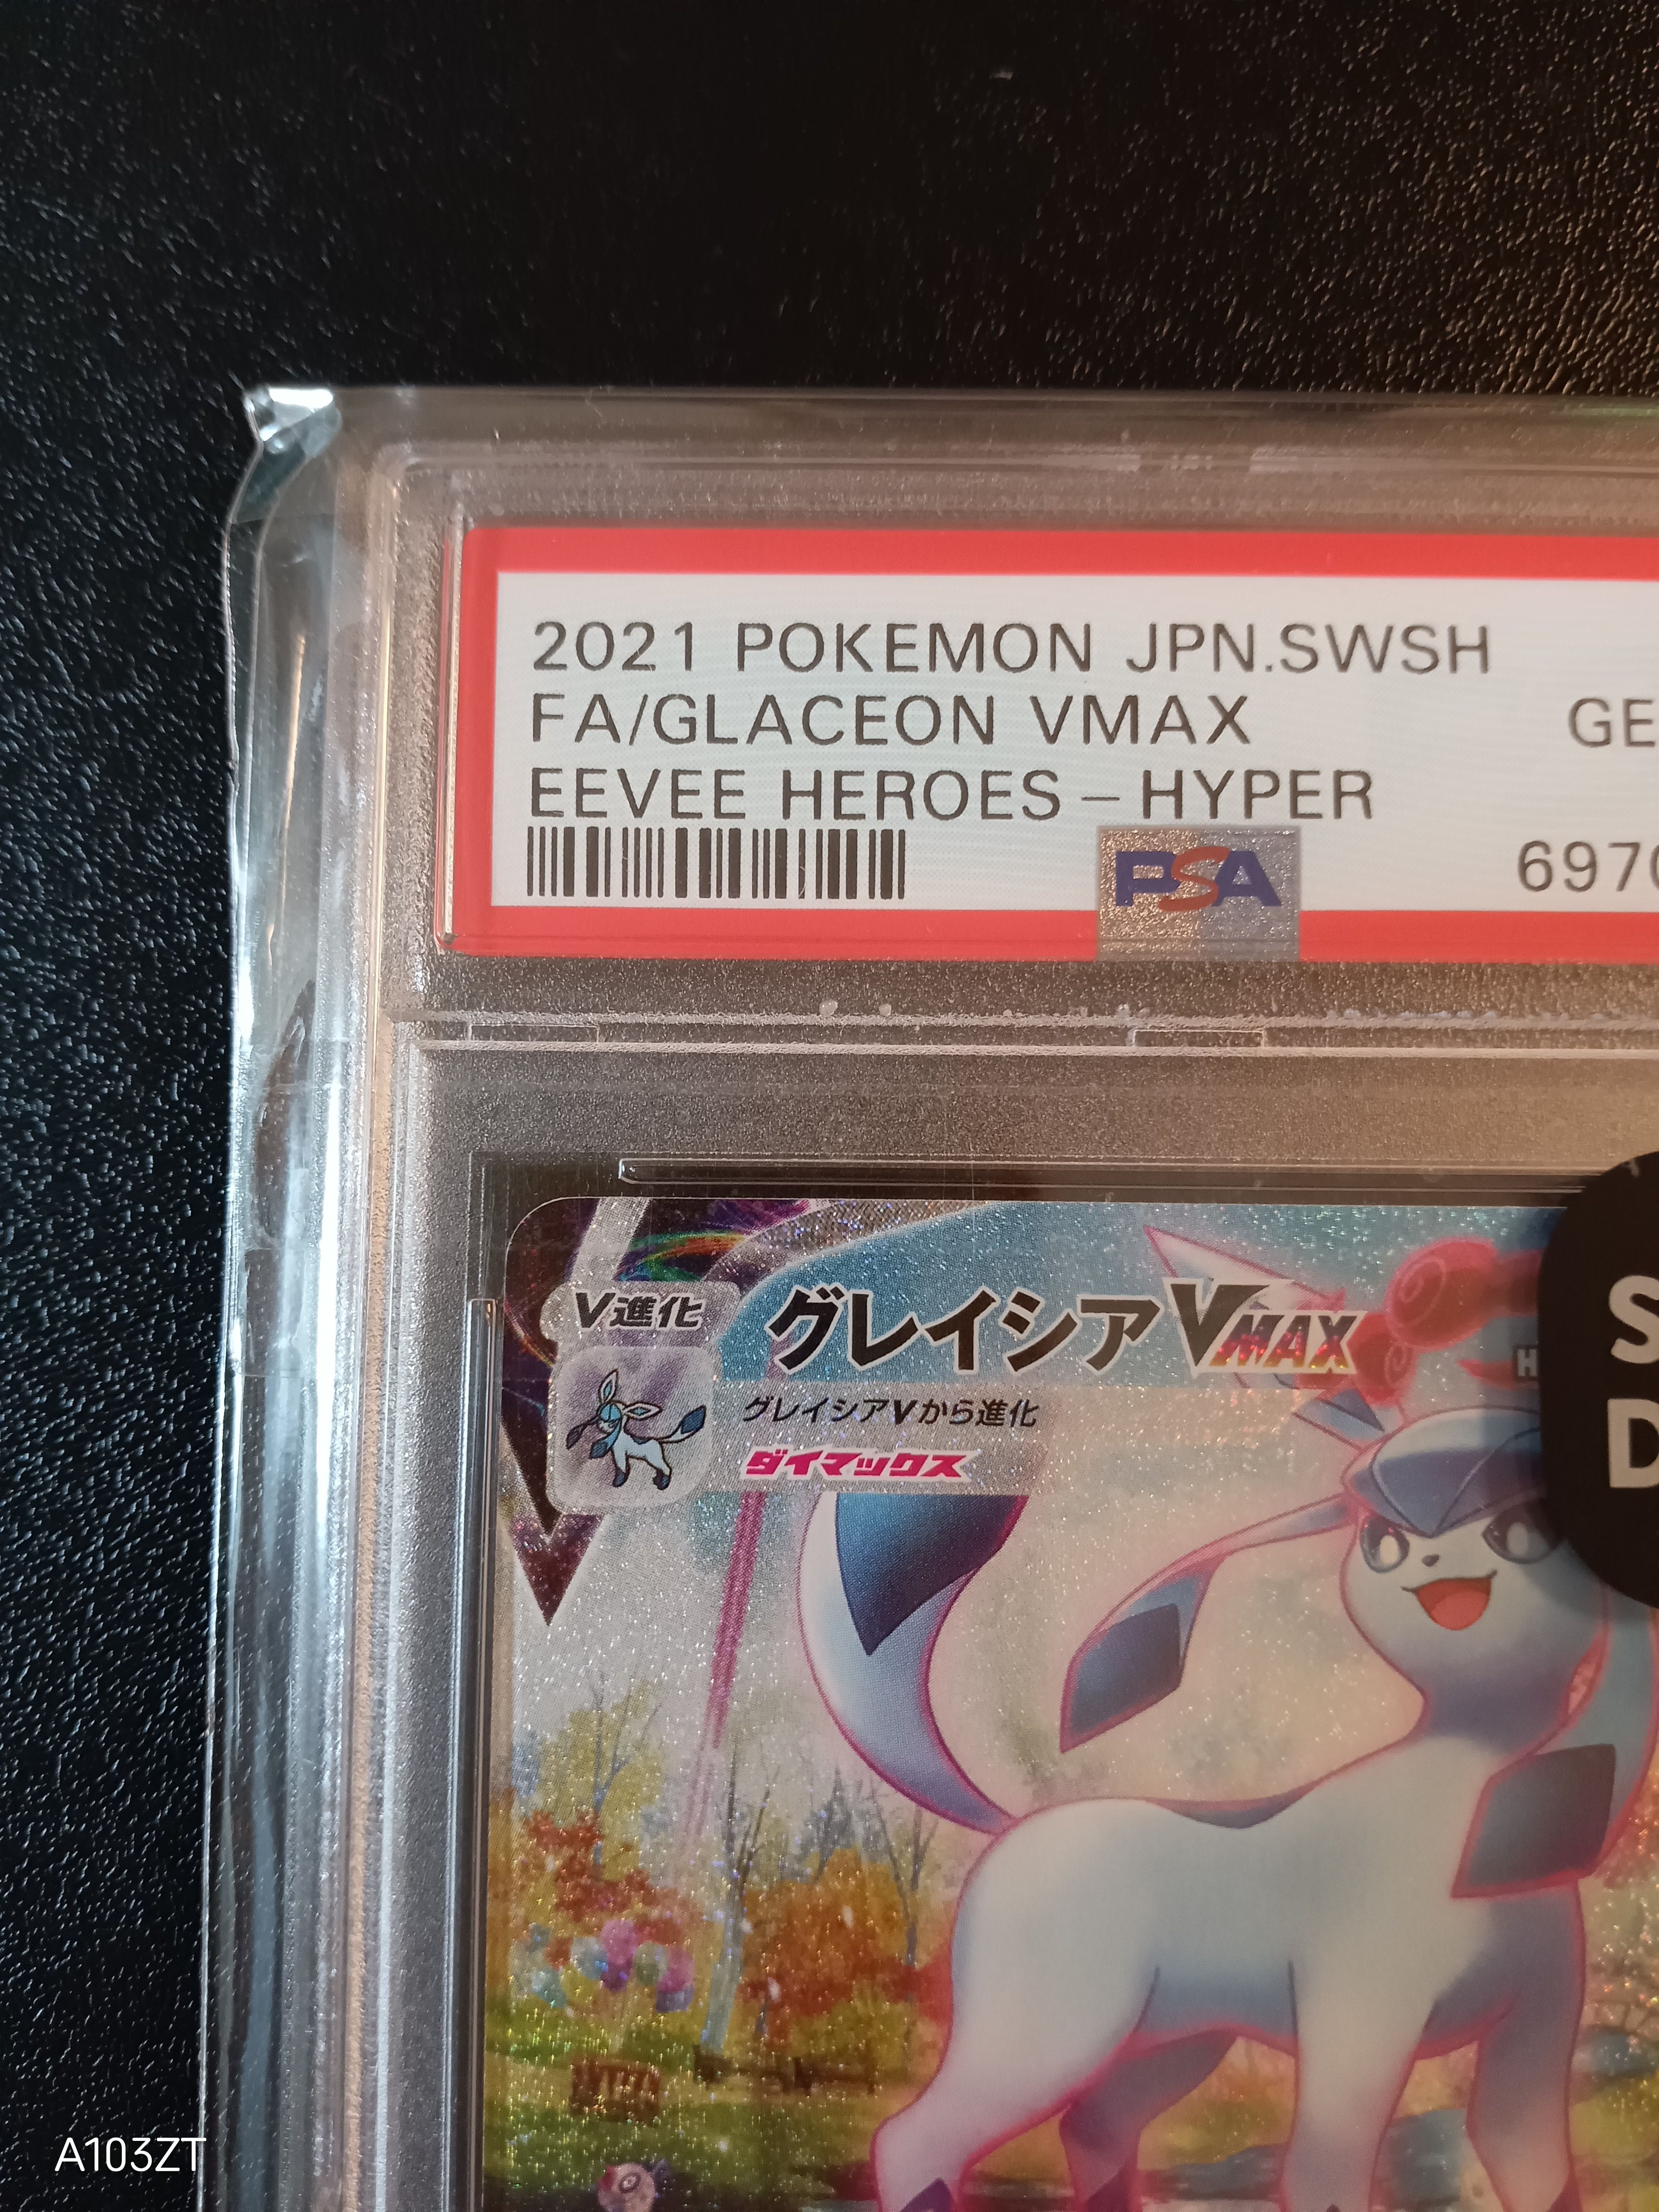 2021 POKEMON JPN.SWSH
FA/GLACEON VMAX
GE
EEVEE HEROES – HYPER
PSA
697
V進化
グレイシアVMAX
H
S
グレイシアVから進化
D
ダイマックス
A103ZT